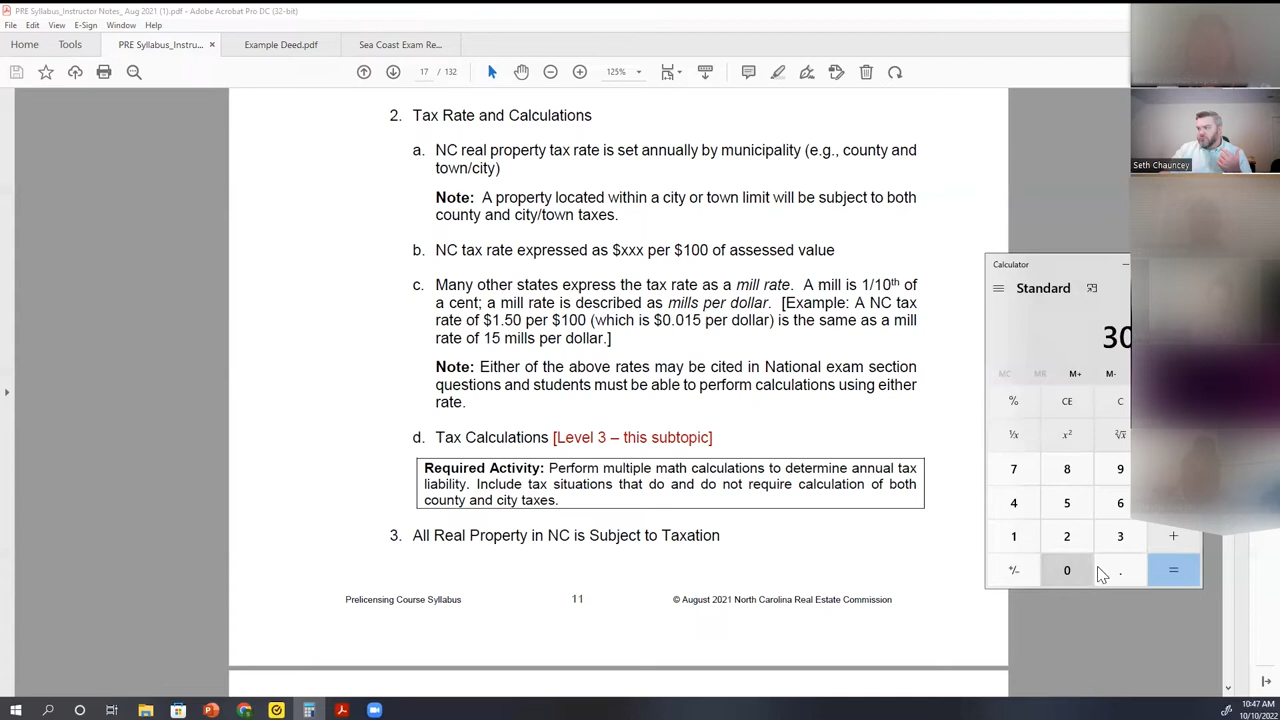 PRE Syllabus_Instructor Notes_ Aug 2021 (1).pdf - Adobe Acrobat Pro DC (32-bit)
File Edit View E-Sign Window Help
Home Tools PRE Syllabus_Instru... × Example Deed.pdf Sea Coast Exam Re...
17 / 132 125%
2. Tax Rate and Calculations
a. NC real property tax rate is set annually by municipality (e.g., county and
town/city)
Note: A property located within a city or town limit will be subject to both
county and city/town taxes.
b. NC tax rate expressed as $xxx per $100 of assessed value
c. Many other states express the tax rate as a mill rate. A mill is 1/10th of
a cent; a mill rate is described as mills per dollar. [Example: A NC tax
rate of $1.50 per $100 (which is $0.015 per dollar) is the same as a mill
rate of 15 mills per dollar.]
Note: Either of the above rates may be cited in National exam section
questions and students must be able to perform calculations using either
rate.
d. Tax Calculations [Level 3 – this subtopic]
Required Activity: Perform multiple math calculations to determine annual tax
liability. Include tax situations that do and do not require calculation of both
county and city taxes.
3. All Real Property in NC is Subject to Taxation
Prelicensing Course Syllabus 11 © August 2021 North Carolina Real Estate Commission
Seth Chauncey
Calculator
Standard
30
MC MR M+ M-
% CE C
¹/x x² ²√x
7 8 9
4 5 6
1 2 3 +
+/- 0 . =
10:47 AM
10/10/2022